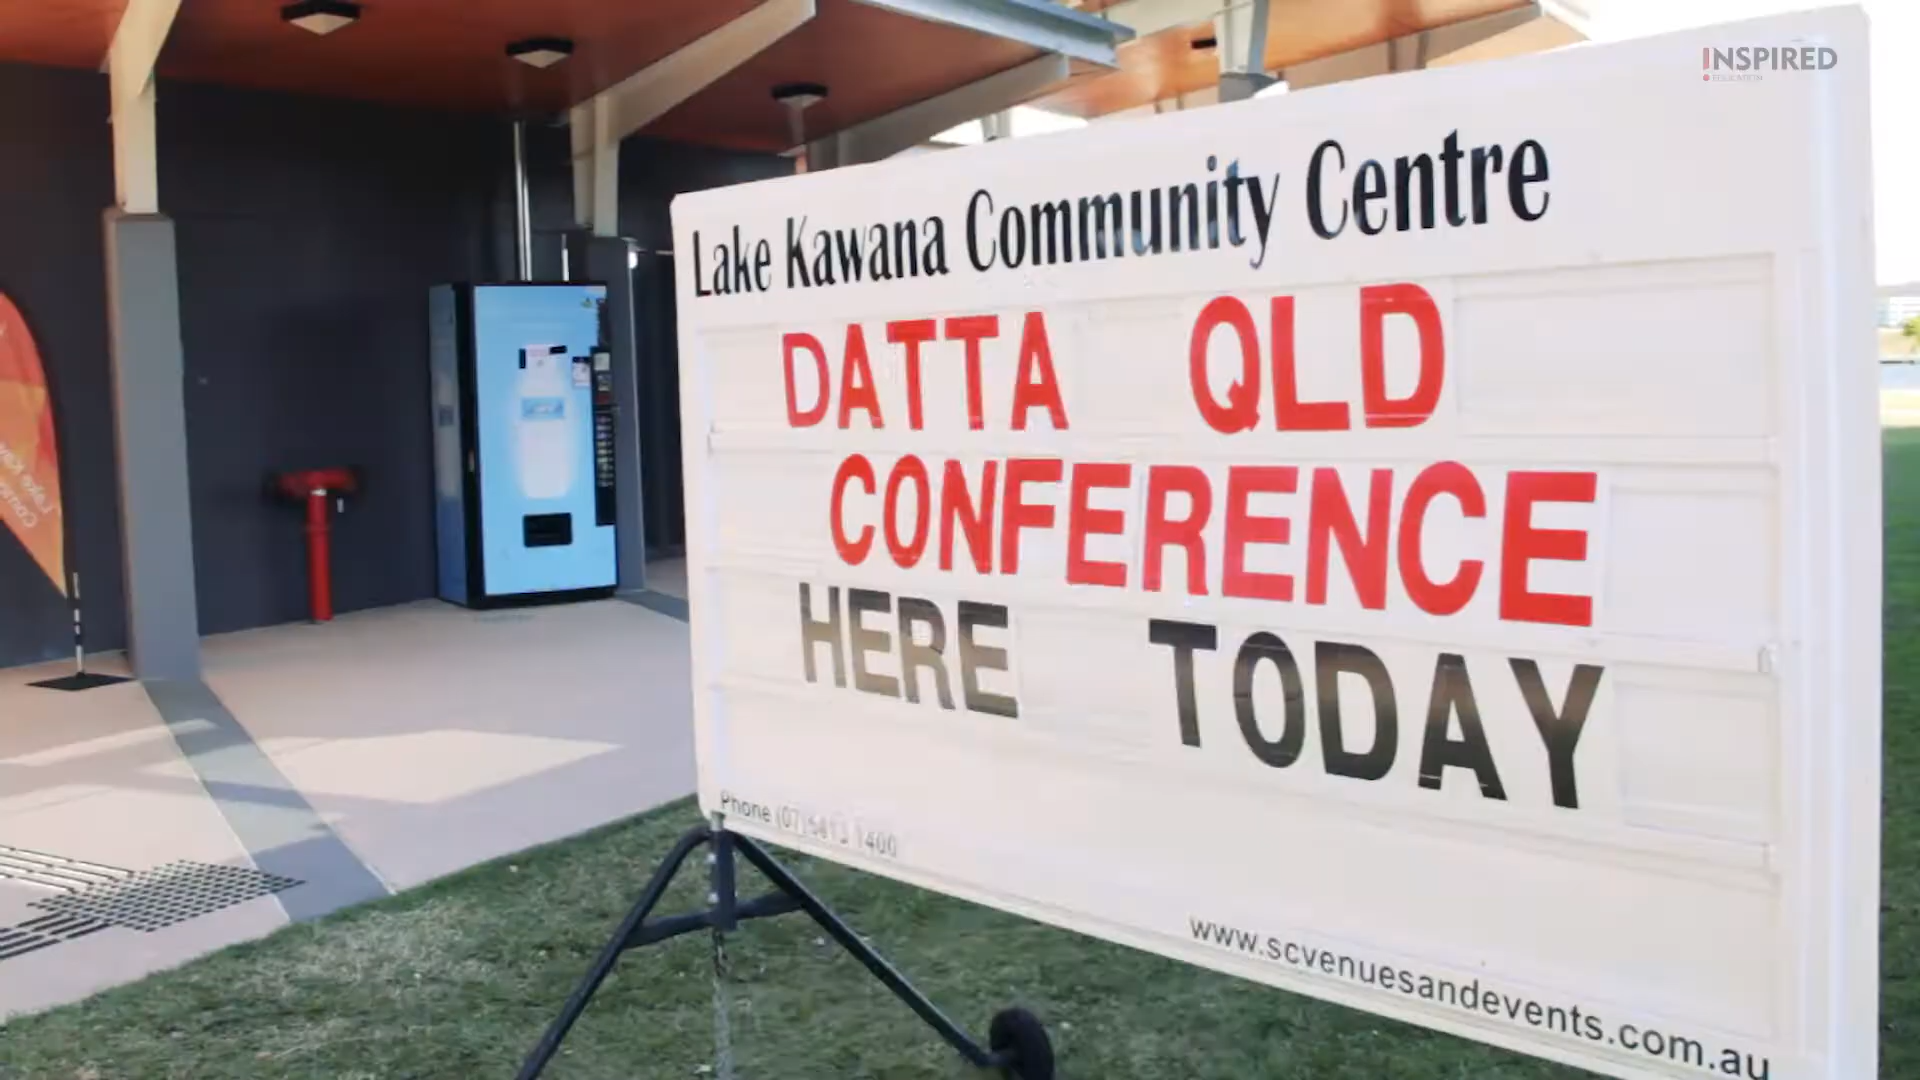 INSPIRED
EDUCATION
Lake Kawana Community Centre
DATTA QLD
CONFERENCE
HERE TODAY
Phone (07)5413 1400
www.scvenuesandevents.com.au